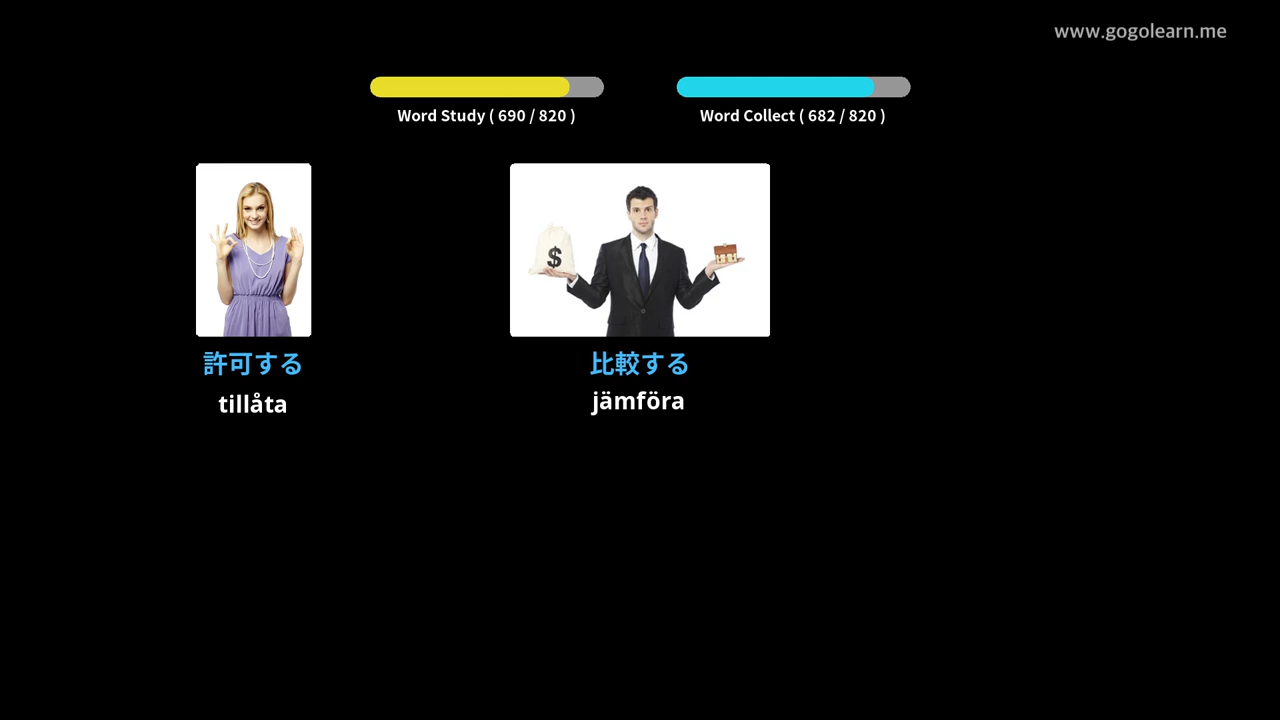 www.gogolearn.me
Word Study ( 690 / 820 )
Word Collect ( 682 / 820 )
$
許可する
tillåta
比較する
jämföra